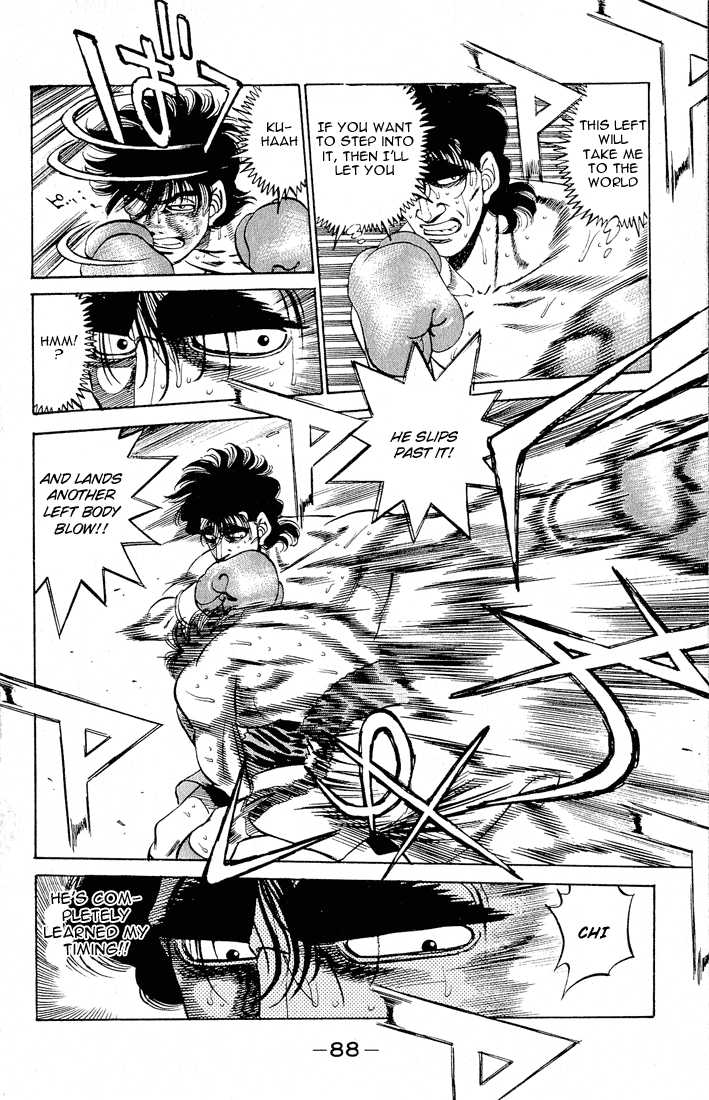 THIS LEFT
WILL
TAKE ME
TO THE
WORLD
IF YOU WANT
TO STEP INTO
IT, THEN I'LL
LET YOU
KU-
HAAH
HMM!
?
HE SLIPS
PAST IT!
AND LANDS
ANOTHER
LEFT BODY
BLOW!!
CHI
HE'S COM-
PLETELY
LEARNED MY
TIMING!!
-88-